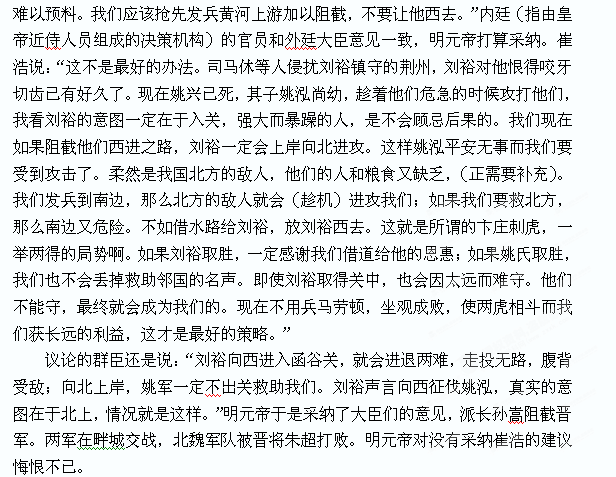 难以预料。我们应该抢先发兵黄河上游加以阻截，不要让他西去。”内廷（指由皇
帝近侍人员组成的决策机构）的官员和外廷大臣意见一致，明元帝打算采纳。崔
浩说：“这不是最好的办法。司马休等人侵扰刘裕镇守的荆州，刘裕对他恨得咬牙
切齿已有好久了。现在姚兴已死，其子姚泓尚幼，趁着他们危急的时候攻打他们，
我看刘裕的意图一定在于入关，强大而暴躁的人，是不会顾忌后果的。我们现在
如果阻截他们西进之路，刘裕一定会上岸向北进攻。这样姚泓平安无事而我们要
受到攻击了。柔然是我国北方的敌人，他们的人和粮食又缺乏，（正需要补充）。
我们发兵到南边，那么北方的敌人就会（趁机）进攻我们；如果我们要救北方，
那么南边又危险。不如借水路给刘裕，放刘裕西去。这就是所谓的卞庄刺虎，一
举两得的局势啊。如果刘裕取胜，一定感谢我们借道给他的恩惠；如果姚氏取胜，
我们也不会丢掉救助邻国的名声。即使刘裕取得关中，也会因太远而难守。他们
不能守，最终就会成为我们的。现在不用兵马劳顿，坐观成败，使两虎相斗而我
们获长远的利益，这才是最好的策略。”
议论的群臣还是说：“刘裕向西进入函谷关，就会进退两难，走投无路，腹背
受敌；向北上岸，姚军一定不出关救助我们。刘裕声言向西征伐姚泓，真实的意
图在于北上，情况就是这样。”明元帝于是采纳了大臣们的意见，派长孙嵩阻截晋
军。两军在畔城交战，北魏军队被晋将朱超打败。明元帝对没有采纳崔浩的建议
悔恨不已。